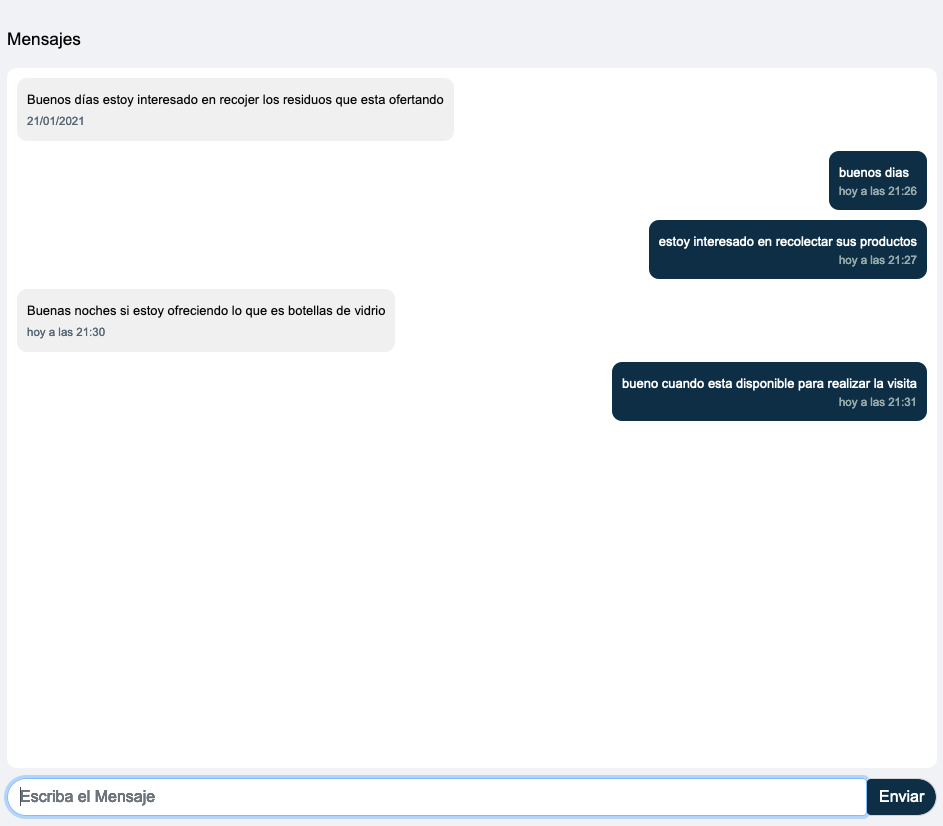 Mensajes
Buenos días estoy interesado en recojer los residuos que esta ofertando
21/01/2021
buenos dias
hoy a las 21:26
estoy interesado en recolectar sus productos
hoy a las 21:27
Buenas noches si estoy ofreciendo lo que es botellas de vidrio
hoy a las 21:30
bueno cuando esta disponible para realizar la visita
hoy a las 21:31
Escriba el Mensaje
Enviar